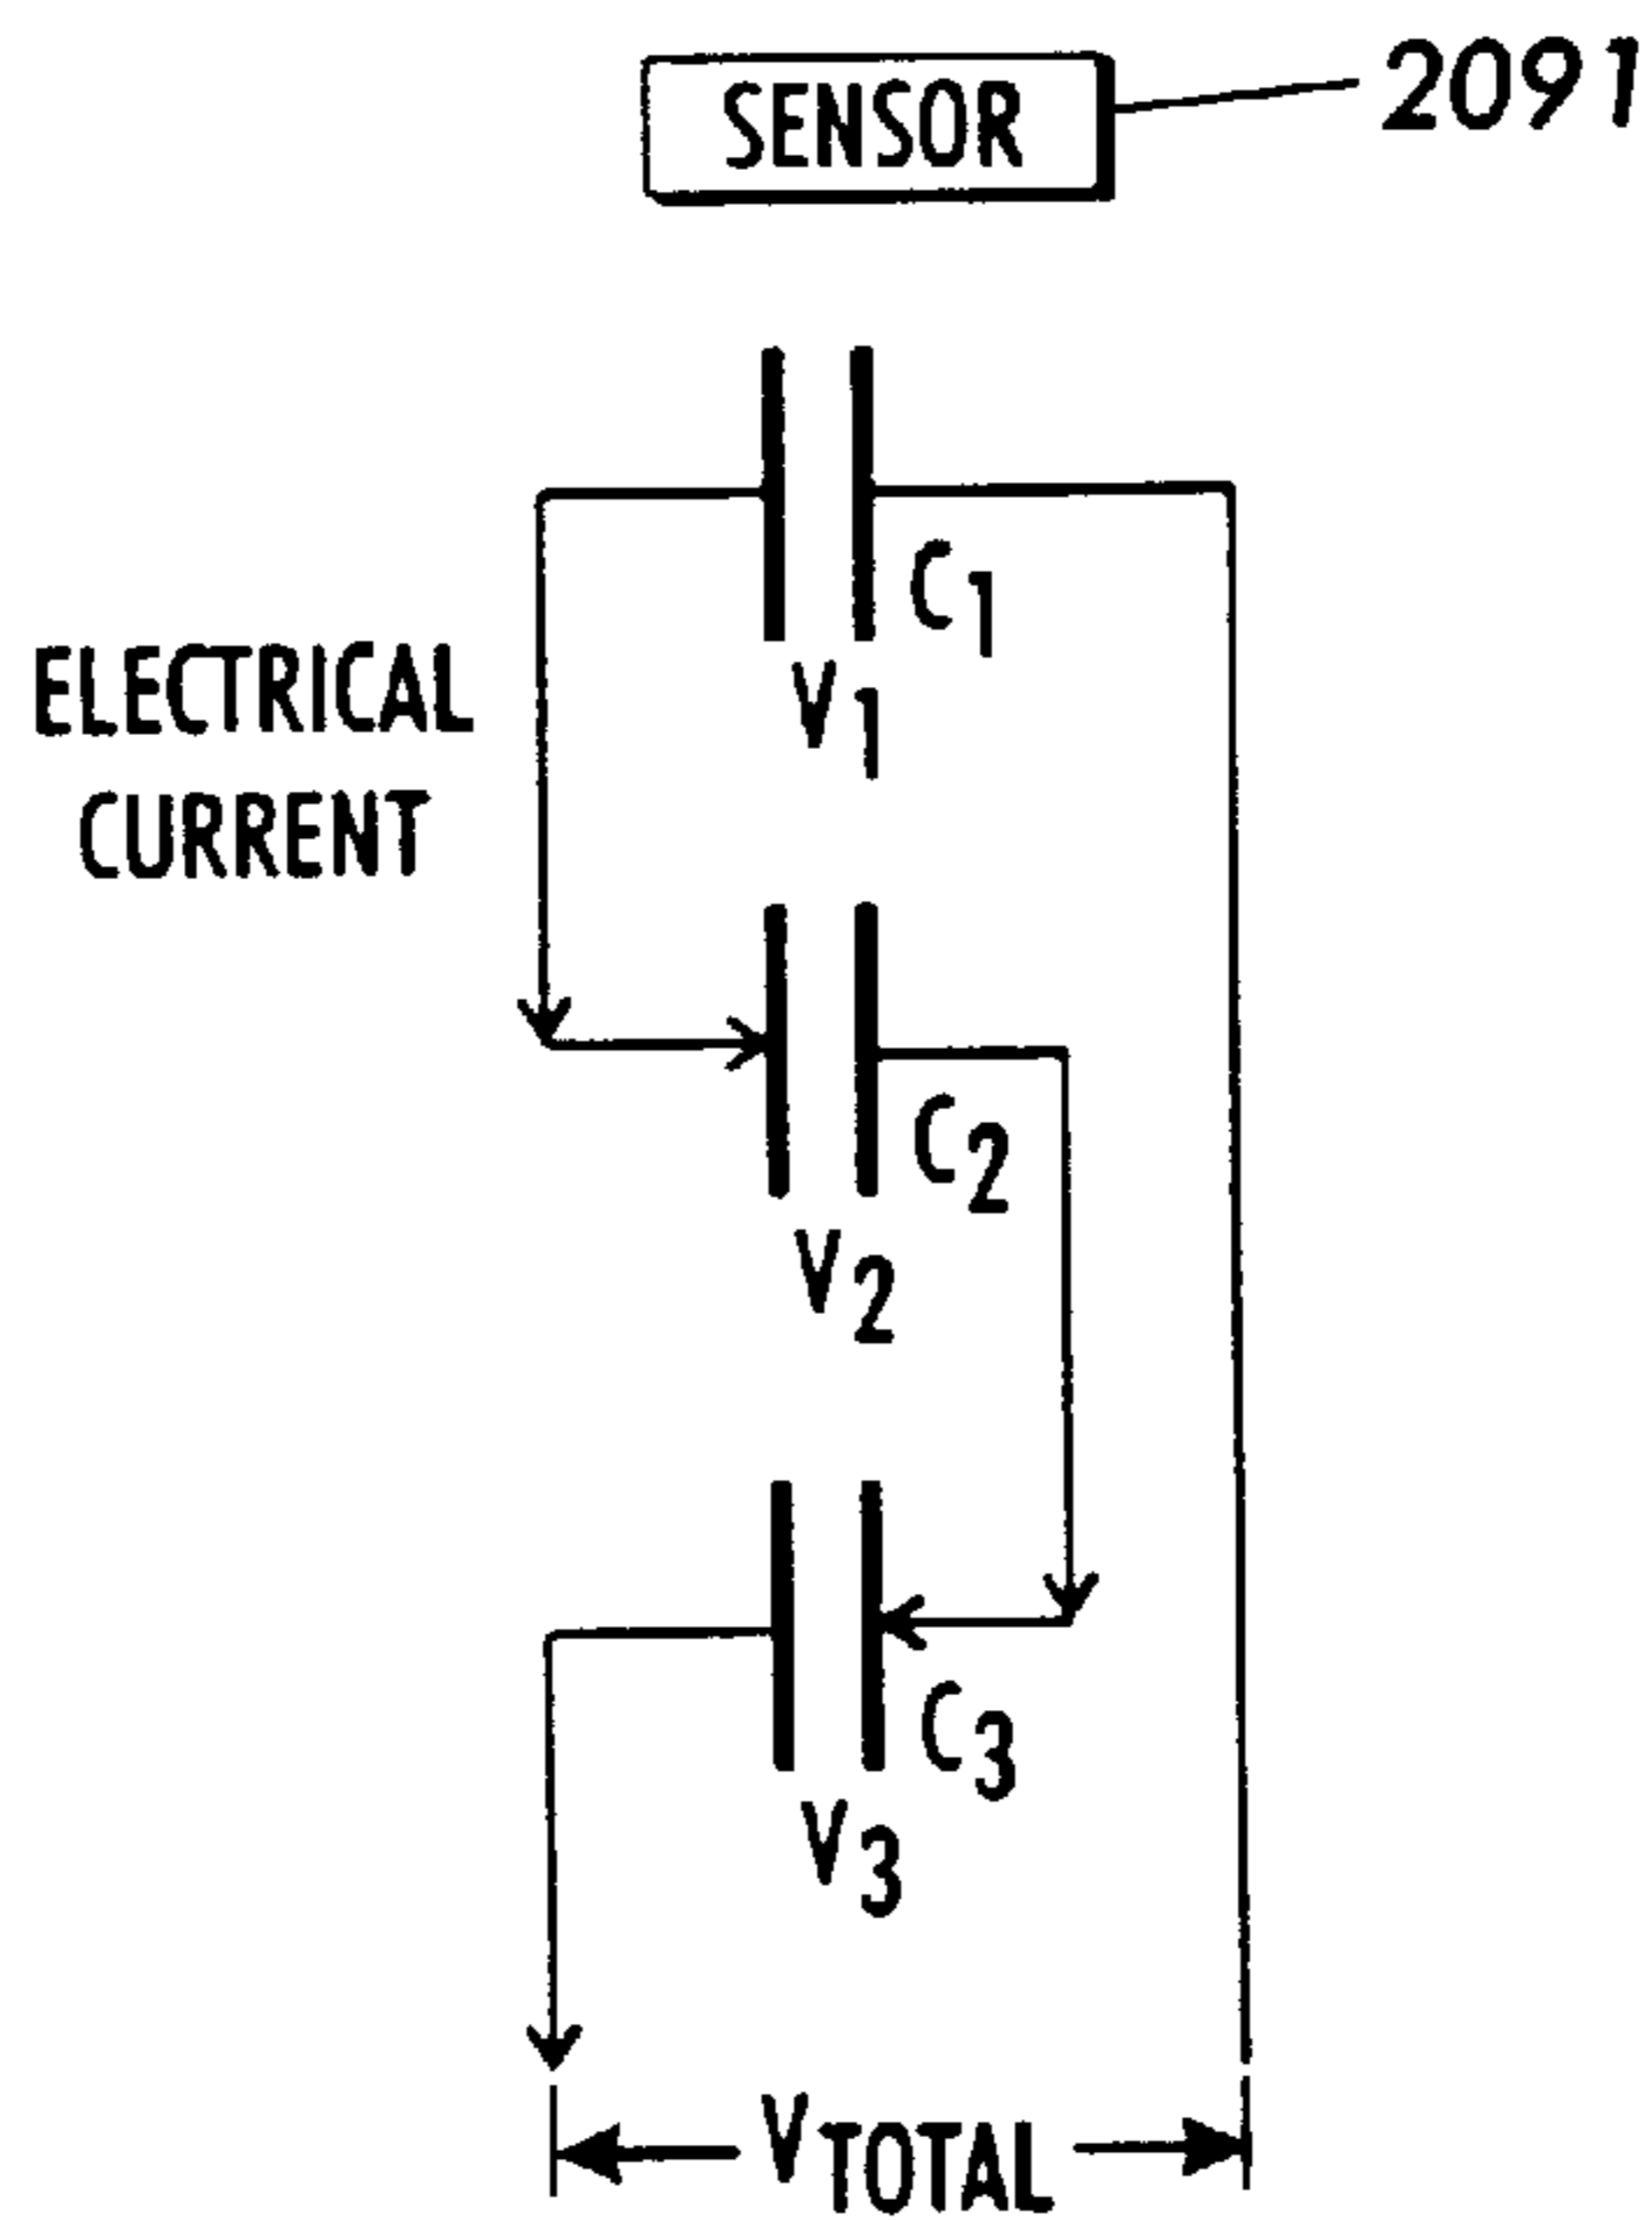 SENSOR
2091
C1
V1
ELECTRICAL
CURRENT
C2
V2
C3
V3
VTOTAL